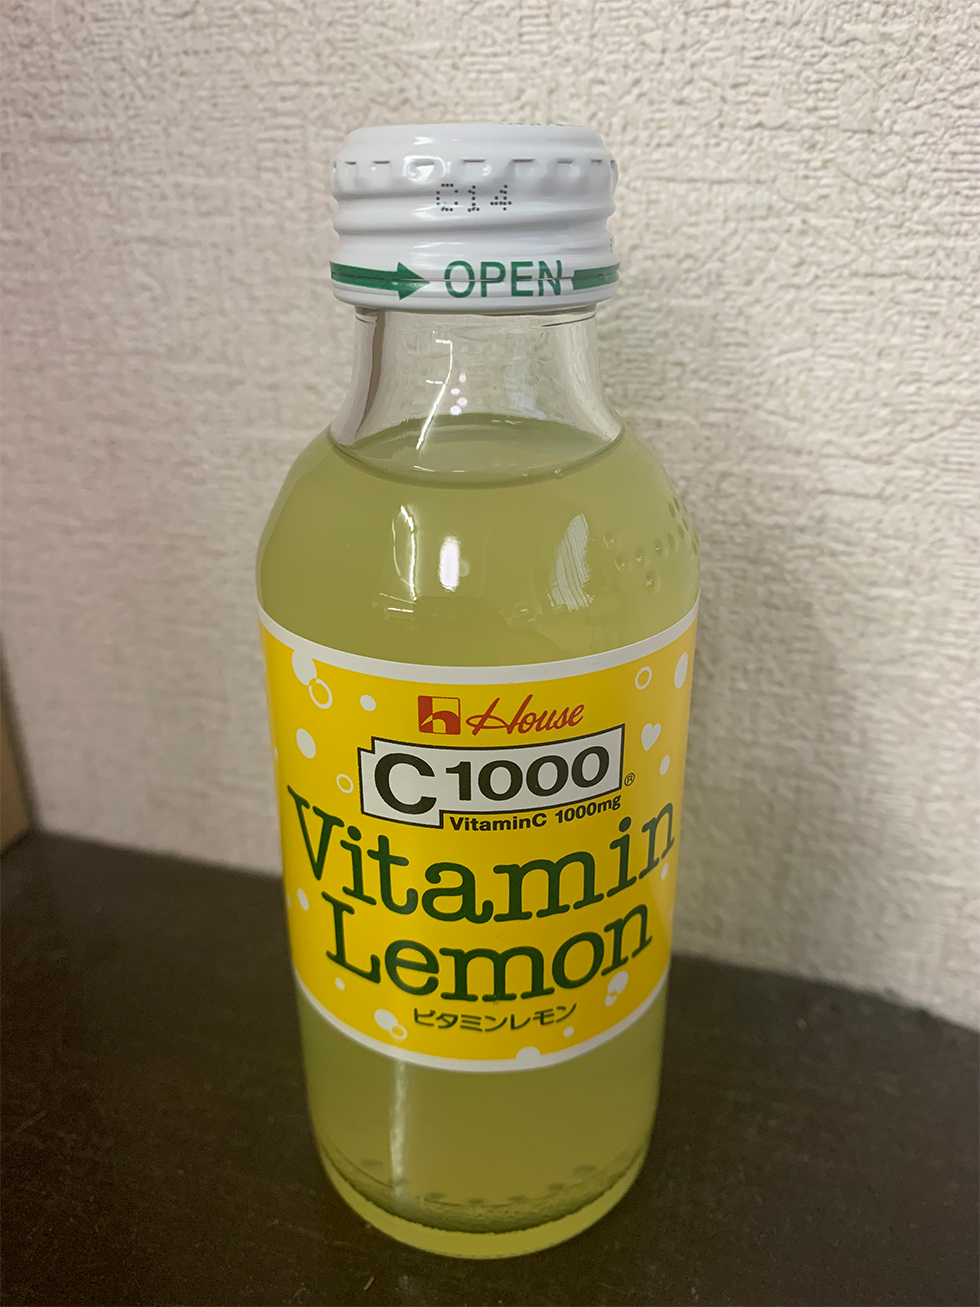 C14
OPEN
House
C1000®
VitaminC 1000mg
Vitamin
Lemon
ビタミンレモン